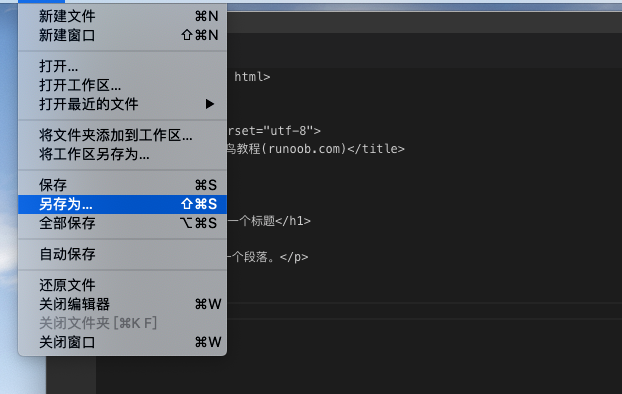 新建文件 ⌘N
新建窗口 ⇧⌘N
打开...
打开工作区...
打开最近的文件 ▶
将文件夹添加到工作区...
将工作区另存为...
保存 ⌘S
另存为... ⇧⌘S
全部保存 ⌥⌘S
自动保存
还原文件
关闭编辑器 ⌘W
关闭文件夹 [⌘K F]
关闭窗口 ⌘W
html>
rset="utf-8">
鸟教程(runoob.com)</title>
一个标题</h1>
一个段落。</p>